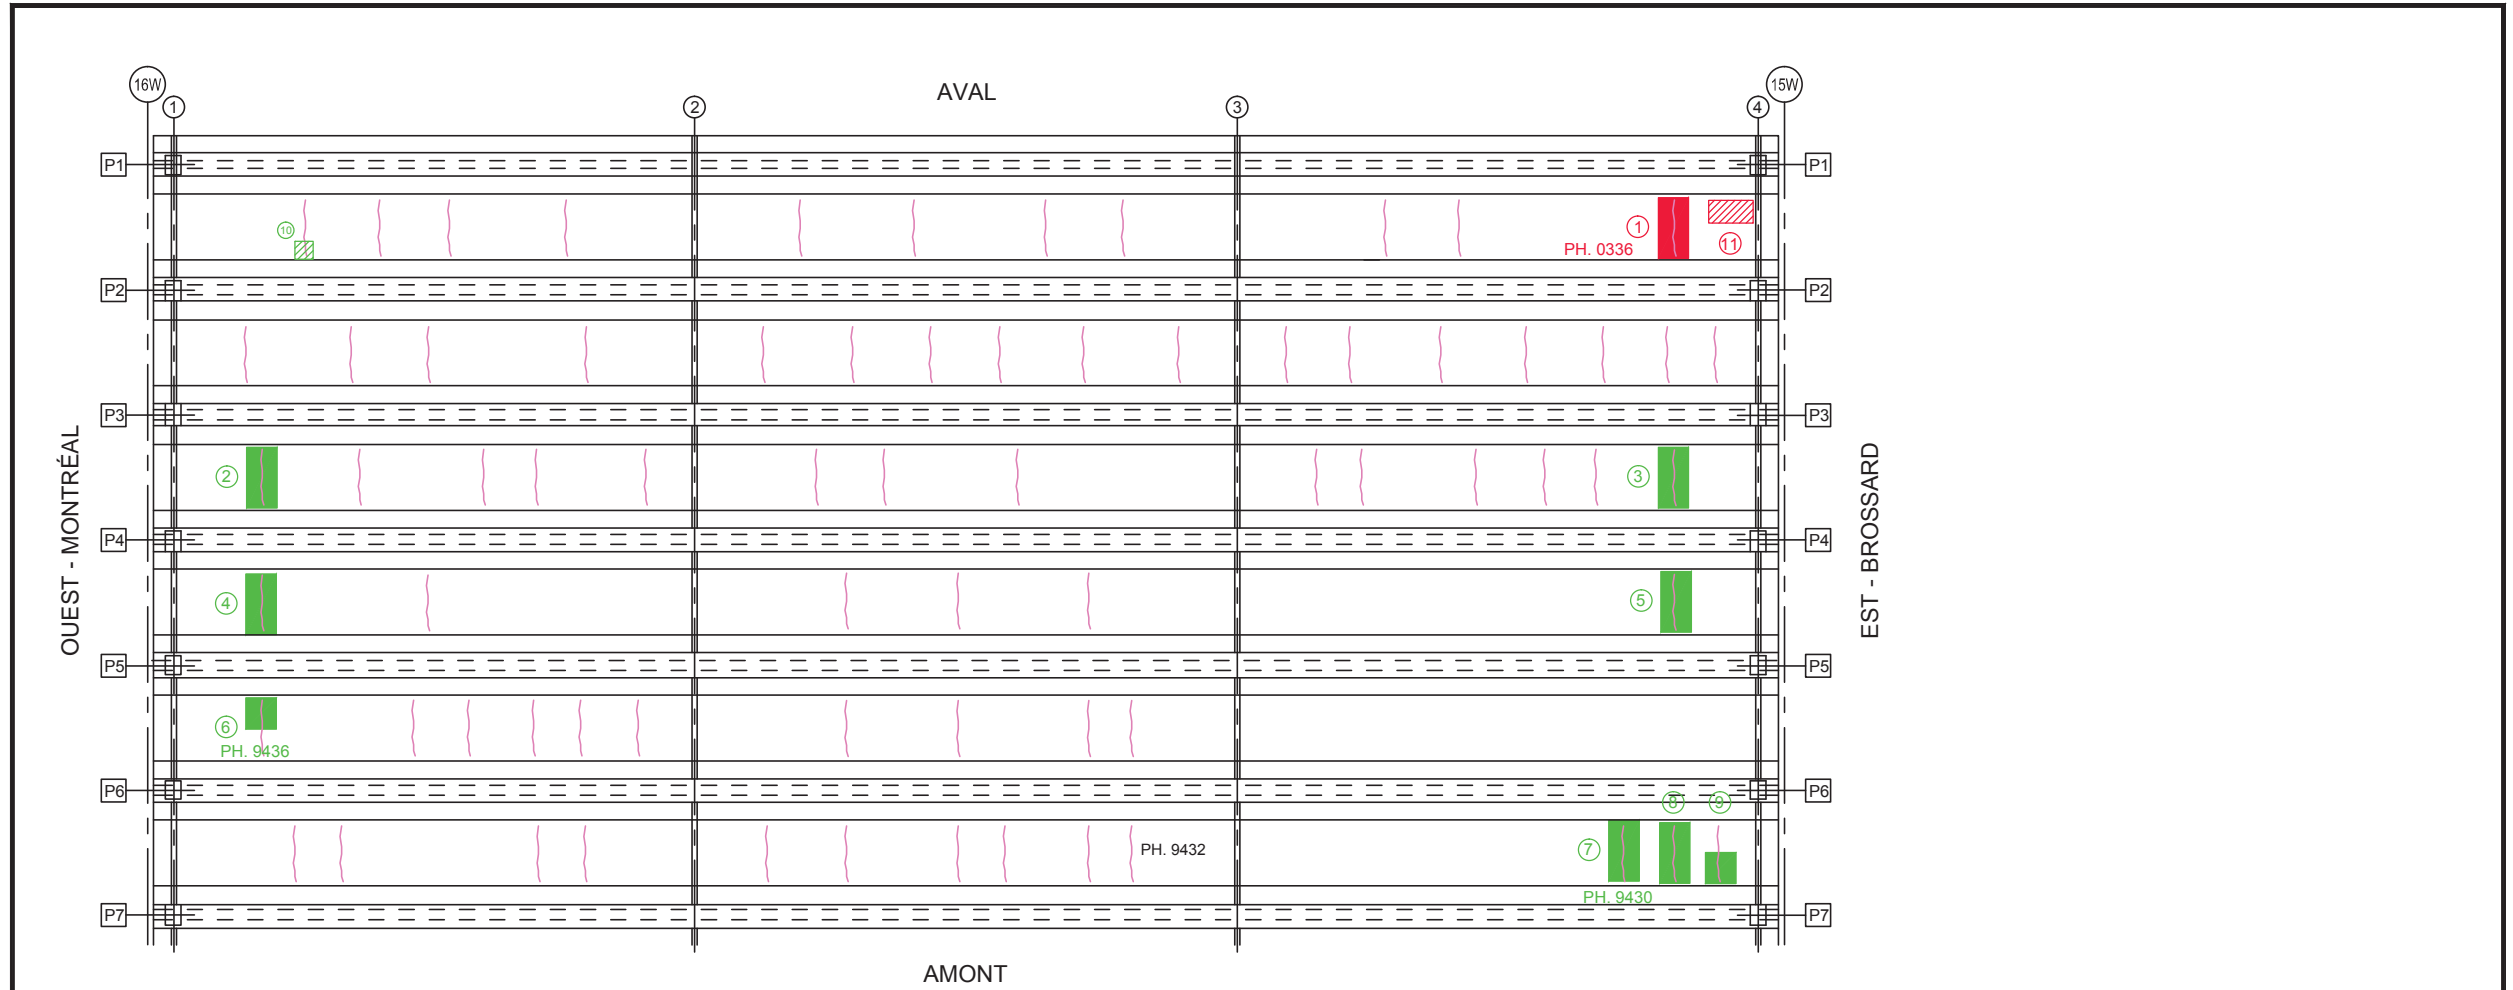 16W
15W
1
2
AVAL
3
4
P1
P1
10
1
PH. 0336
11
P2
P2
P3
P3
OUEST - MONTRÉAL
EST - BROSSARD
2
3
P4
P4
4
5
P5
P5
6
PH. 9436
P6
P6
8
9
PH. 9432
7
PH. 9430
P7
P7
AMONT